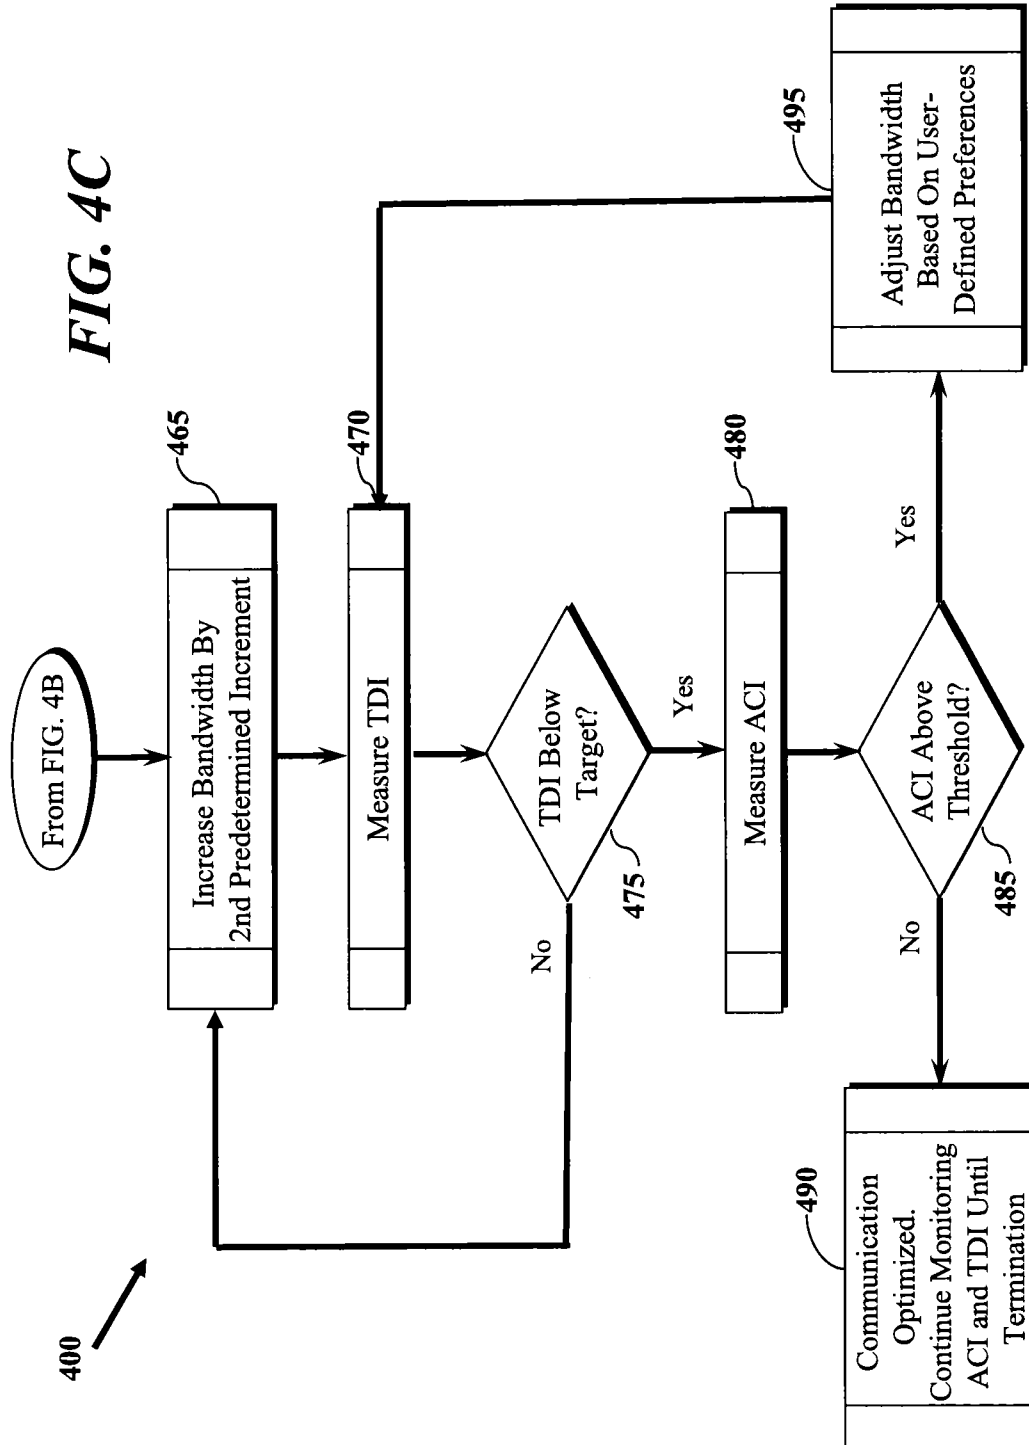 FIG. 4C
400
From FIG. 4B
465
Increase Bandwidth By
2nd Predetermined Increment
470
Measure TDI
TDI Below
Target?
475
No
Yes
480
Measure ACI
ACI Above
Threshold?
485
No
Yes
490
Communication
Optimized.
Continue Monitoring
ACI and TDI Until
Termination
495
Adjust Bandwidth
Based On User-
Defined Preferences